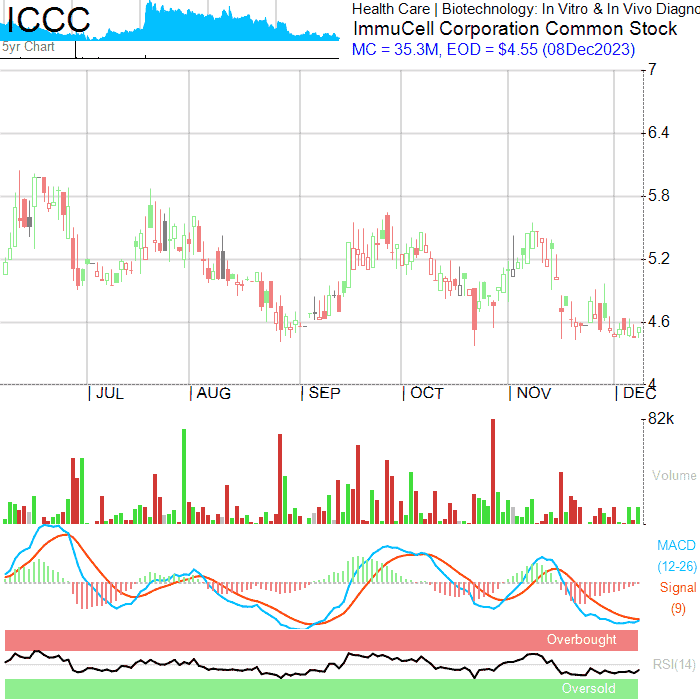 ICCC
5yr Chart
Health Care | Biotechnology: In Vitro & In Vivo Diagno
ImmuCell Corporation Common Stock
MC = 35.3M, EOD = $4.55 (08Dec2023)
7
6.4
5.8
5.2
4.6
4
| JUL | AUG | SEP | OCT | NOV | DEC
82k
Volume
MACD
(12-26)
Signal
(9)
Overbought
RSI(14)
Oversold